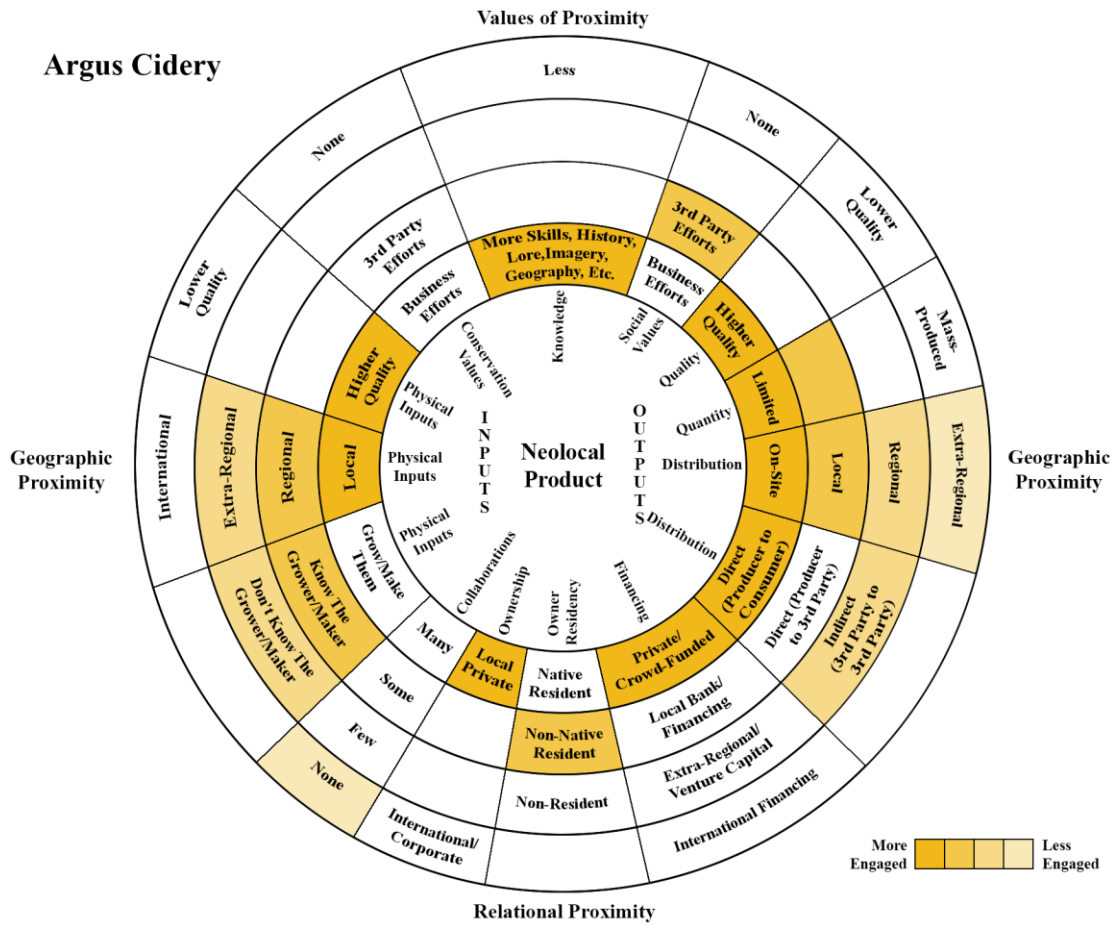 Values of Proximity
Argus Cidery
Less
None
None
Lower
Quality
Lower
Quality
Mass-
Produced
3rd Party
Efforts
3rd Party
Efforts
Business
Efforts
More Skills, History,
Lore,Imagery,
Geography, Etc.
Business
Efforts
Higher
Quality
Higher
Quality
Limited
Conservation
Values
Knowledge
Social
Values
Quality
Quantity
Physical
Inputs
Geographic
Proximity
International
Extra-Regional
Regional
Local
Physical
Inputs
INPUTS
Neolocal
Product
OUTPUTS
Distribution
On-Site
Local
Regional
Extra-Regional
Geographic
Proximity
Physical
Inputs
Collaborations
Ownership
Owner
Residency
Financing
Distribution
Grow/Make
Them
Know The
Grower/Maker
Don't Know The
Grower/Maker
Direct
(Producer to
Consumer)
Direct (Producer
to 3rd Party)
Indirect
(3rd Party to
3rd Party)
Many
Some
Few
None
Local
Private
International/
Corporate
Native
Resident
Non-Native
Resident
Non-Resident
Private/
Crowd-Funded
Local Bank/
Financing
Extra-Regional/
Venture Capital
International Financing
More
Engaged
Less
Engaged
Relational Proximity